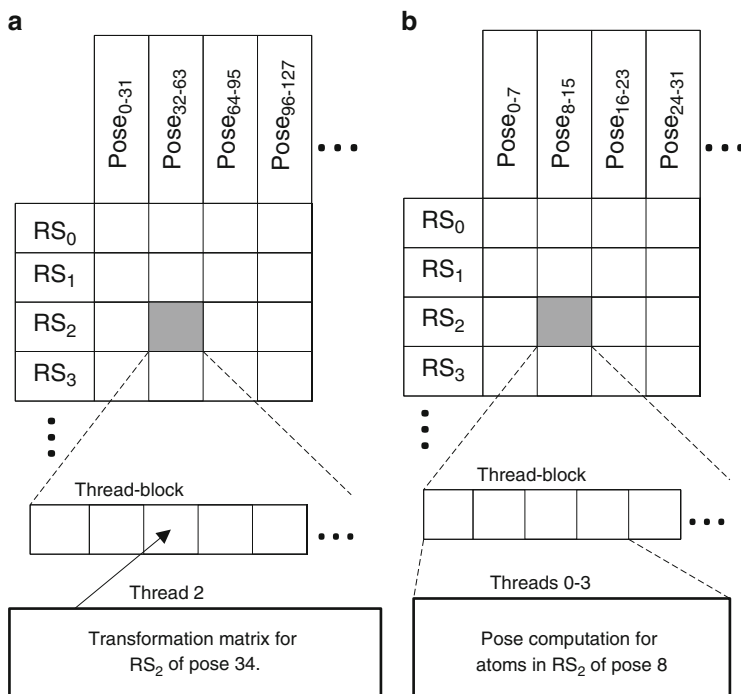 a
Pose0-31
Pose32-63
Pose64-95
Pose96-127
...
RS0
RS1
RS2
RS3
Thread-block
...
Thread 2
Transformation matrix for
RS2 of pose 34.
b
Pose0-7
Pose8-15
Pose16-23
Pose24-31
...
RS0
RS1
RS2
RS3
Thread-block
...
Threads 0-3
Pose computation for
atoms in RS2 of pose 8